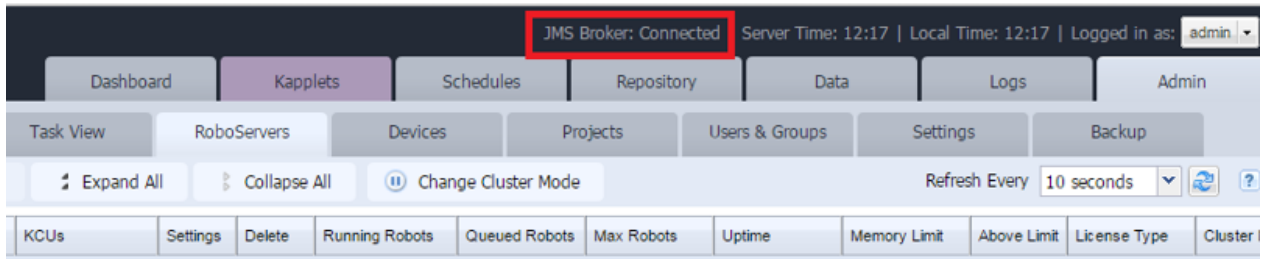 JMS Broker: Connected Server Time: 12:17 | Local Time: 12:17 | Logged in as: admin
Dashboard Kapplets Schedules Repository Data Logs Admin
Task View RoboServers Devices Projects Users & Groups Settings Backup
Expand All Collapse All Change Cluster Mode Refresh Every 10 seconds ?
KCUs Settings Delete Running Robots Queued Robots Max Robots Uptime Memory Limit Above Limit License Type Cluster